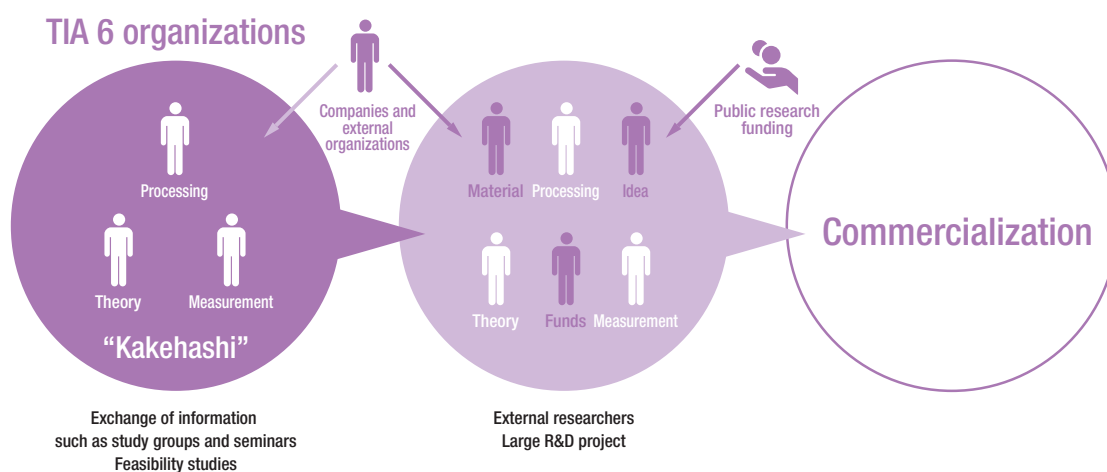 TIA 6 organizations
Companies and
external
organizations
Public research
funding
Processing
Theory
Measurement
“Kakehashi”
Material
Processing
Idea
Theory
Funds
Measurement
Commercialization
Exchange of information
such as study groups and seminars
Feasibility studies
External researchers
Large R&D project